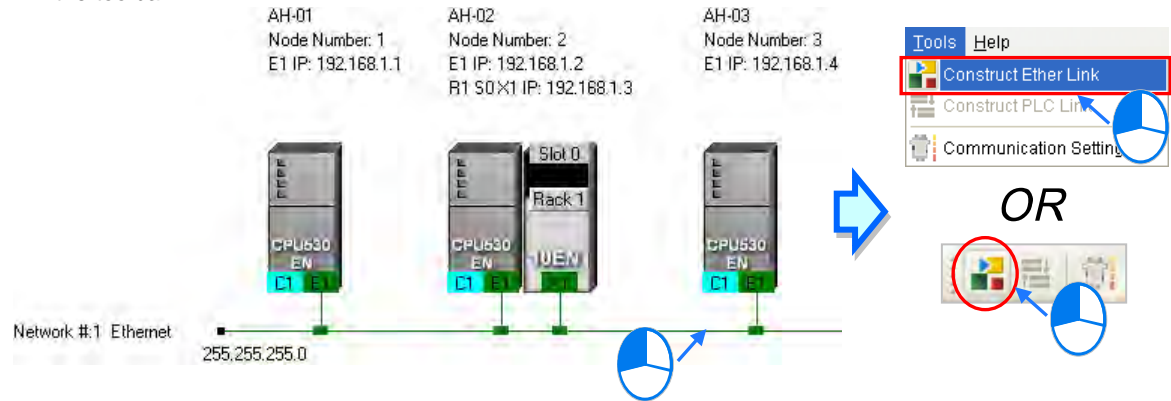 AH-01
Node Number: 1
E1 IP: 192.168.1.1
AH-02
Node Number: 2
E1 IP: 192.168.1.2
R1 S0 X1 IP: 192.168.1.3
AH-03
Node Number: 3
E1 IP: 192.168.1.4
CPU530
EN
C1 E1
CPU530
EN
C1 E1
Slot 0
Rack 1
10EN
CPU530
EN
C1 E1
Network #:1 Ethernet
255.255.255.0
Tools Help
Construct Ether Link
Construct PLC Link
Communication Setting
OR